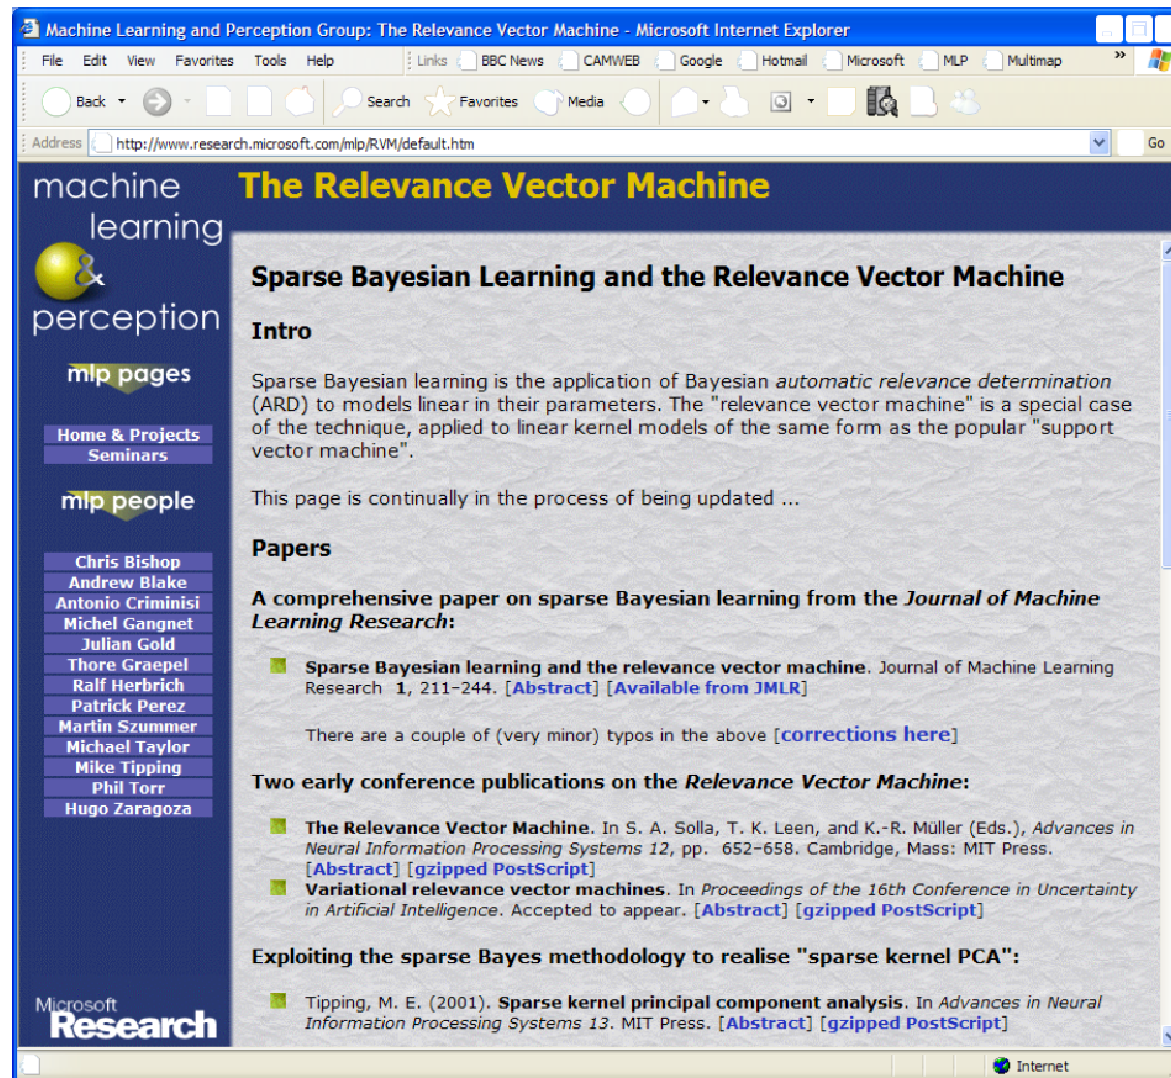 Machine Learning and Perception Group: The Relevance Vector Machine - Microsoft Internet Explorer
File Edit View Favorites Tools Help Links BBC News CAMWEB Google Hotmail Microsoft MLP Multimap »
Back Search Favorites Media
Address http://www.research.microsoft.com/mlp/RVM/default.htm Go
machine
learning
&
perception
mlp pages
Home & Projects
Seminars
mlp people
Chris Bishop
Andrew Blake
Antonio Criminisi
Michel Gangnet
Julian Gold
Thore Graepel
Ralf Herbrich
Patrick Perez
Martin Szummer
Michael Taylor
Mike Tipping
Phil Torr
Hugo Zaragoza
Microsoft
Research
The Relevance Vector Machine
Sparse Bayesian Learning and the Relevance Vector Machine
Intro
Sparse Bayesian learning is the application of Bayesian automatic relevance determination
(ARD) to models linear in their parameters. The "relevance vector machine" is a special case
of the technique, applied to linear kernel models of the same form as the popular "support
vector machine".
This page is continually in the process of being updated ...
Papers
A comprehensive paper on sparse Bayesian learning from the Journal of Machine
Learning Research:
Sparse Bayesian learning and the relevance vector machine. Journal of Machine Learning
Research 1, 211–244. [Abstract] [Available from JMLR]
There are a couple of (very minor) typos in the above [corrections here]
Two early conference publications on the Relevance Vector Machine:
The Relevance Vector Machine. In S. A. Solla, T. K. Leen, and K.-R. Müller (Eds.), Advances in
Neural Information Processing Systems 12, pp. 652–658. Cambridge, Mass: MIT Press.
[Abstract] [gzipped PostScript]
Variational relevance vector machines. In Proceedings of the 16th Conference in Uncertainty
in Artificial Intelligence. Accepted to appear. [Abstract] [gzipped PostScript]
Exploiting the sparse Bayes methodology to realise "sparse kernel PCA":
Tipping, M. E. (2001). Sparse kernel principal component analysis. In Advances in Neural
Information Processing Systems 13. MIT Press. [Abstract] [gzipped PostScript]
Internet